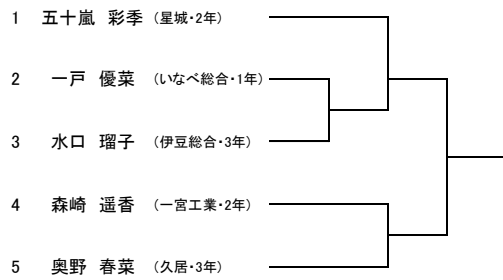 1 五十嵐 彩季 (星城・2年)
2 一戸 優菜 (いなべ総合・1年)
3 水口 瑠子 (伊豆総合・3年)
4 森崎 遥香 (一宮工業・2年)
5 奥野 春菜 (久居・3年)